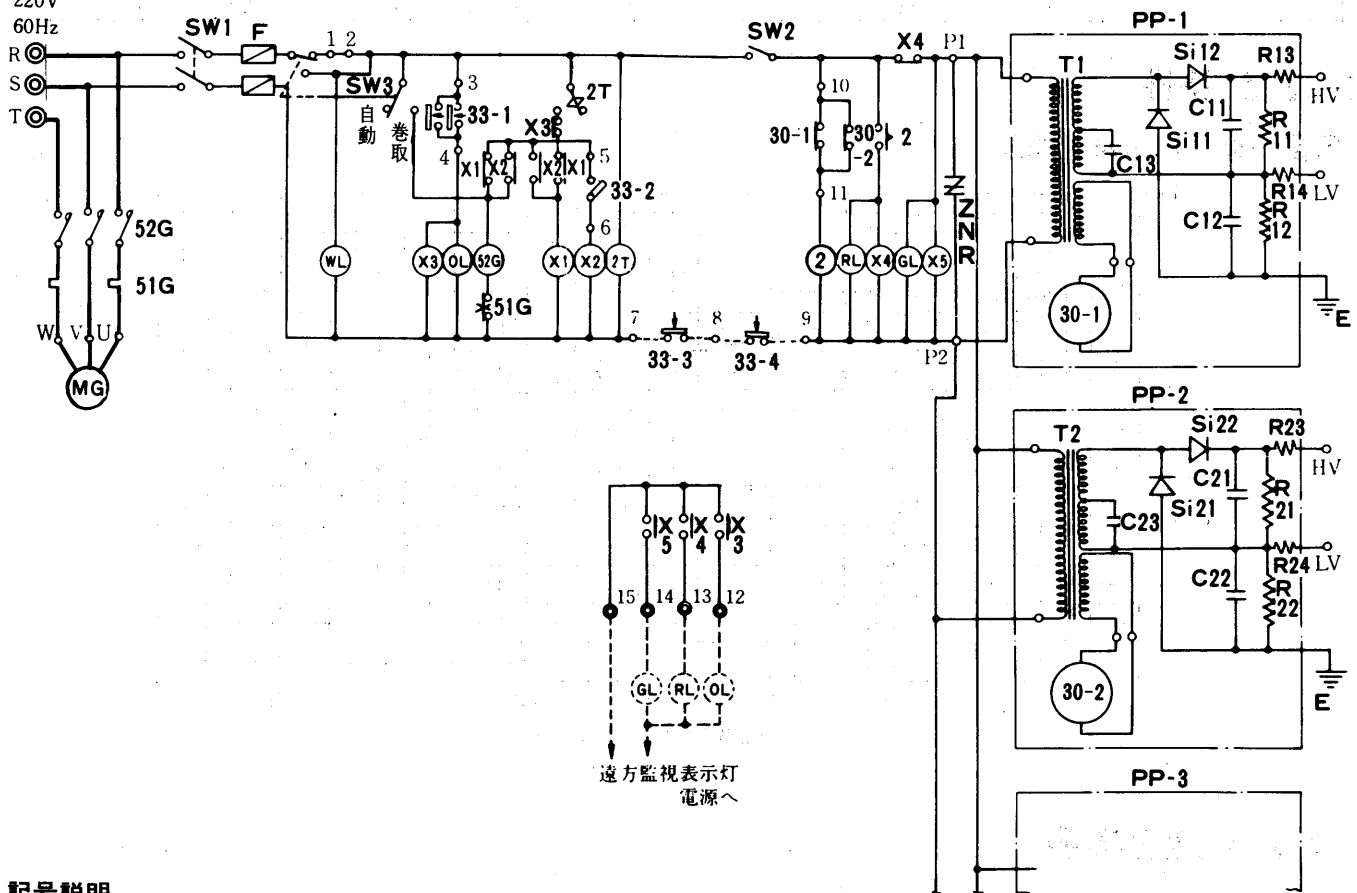 220V
60Hz
R
S
T
SW1
F
1
2
SW3
自動
巻取
3
33-1
4
X1
X2
X3
2T
X2
X1
5
33-2
6
WL
X3
OL
52G
X1
X2
2T
51G
7
33-3
8
33-4
9
52G
51G
W
V
U
MG
SW2
X4
P1
10
30-1
30
-2
2
11
2
RL
X4
GL
X5
ZNR
P2
PP-1
T1
Si12
R13
HV
C11
R
11
Si11
C13
R14
LV
C12
R
12
30-1
E
PP-2
T2
Si22
R23
HV
C21
R
21
Si21
C23
R24
LV
C22
R
22
30-2
E
PP-3
X
5
X
4
X
3
15
14
13
12
GL
RL
OL
遠方監視表示灯
電源へ
記号説明